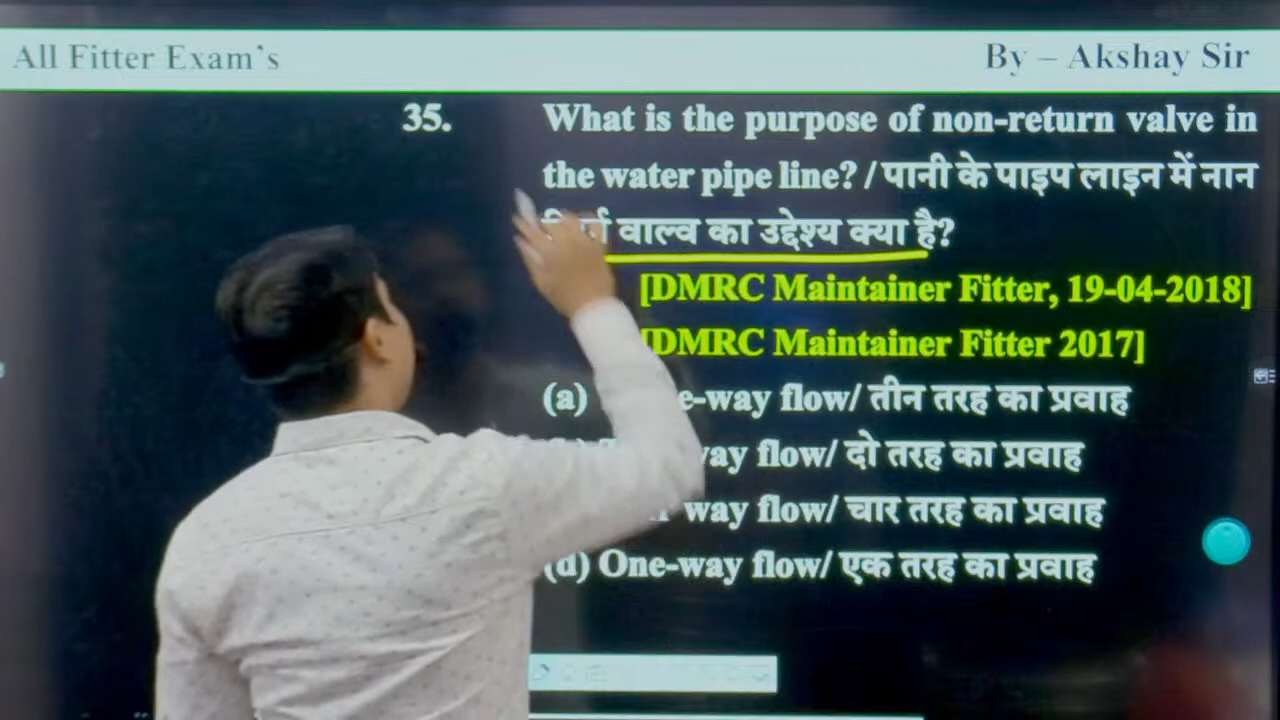 All Fitter Exam's
By – Akshay Sir
35. What is the purpose of non-return valve in
the water pipe line? / पानी के पाइप लाइन में नान
वाल्व का उद्देश्य क्या है?
[DMRC Maintainer Fitter, 19-04-2018]
[DMRC Maintainer Fitter 2017]
(a) flow/ तीन तरह का प्रवाह
flow/ दो तरह का प्रवाह
way flow/ चार तरह का प्रवाह
(d) One-way flow/ एक तरह का प्रवाह